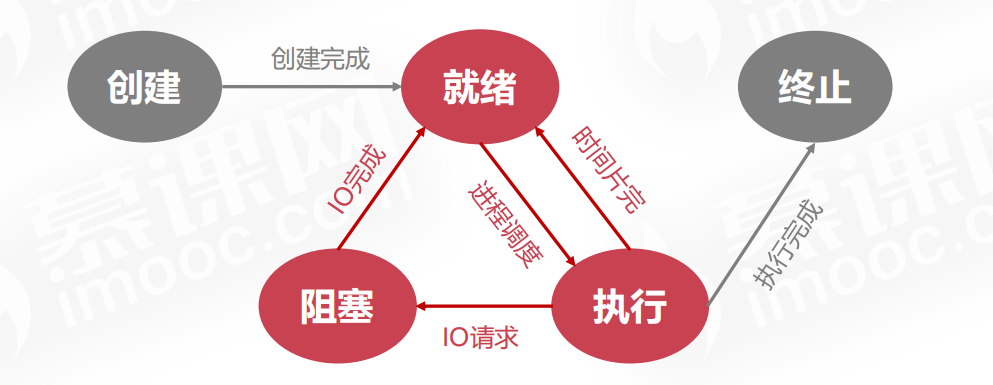 创建
创建完成
就绪
终止
IO完成
进程调度
时间片完
执行完成
阻塞
IO请求
执行
慕课网
imooc.com
慕课网
imooc.com